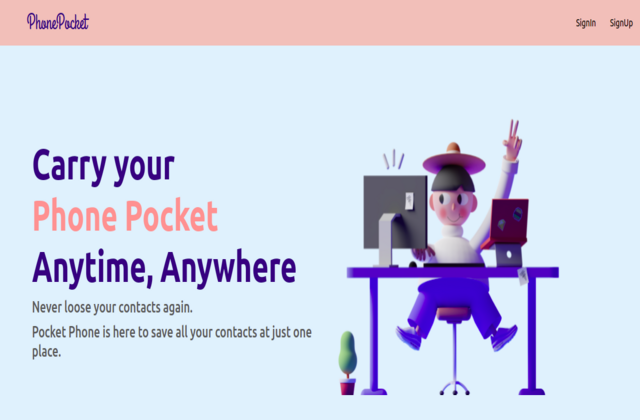 PhonePocket
SignIn SignUp
Carry your
Phone Pocket
Anytime, Anywhere
Never loose your contacts again.
Pocket Phone is here to save all your contacts at just one
place.